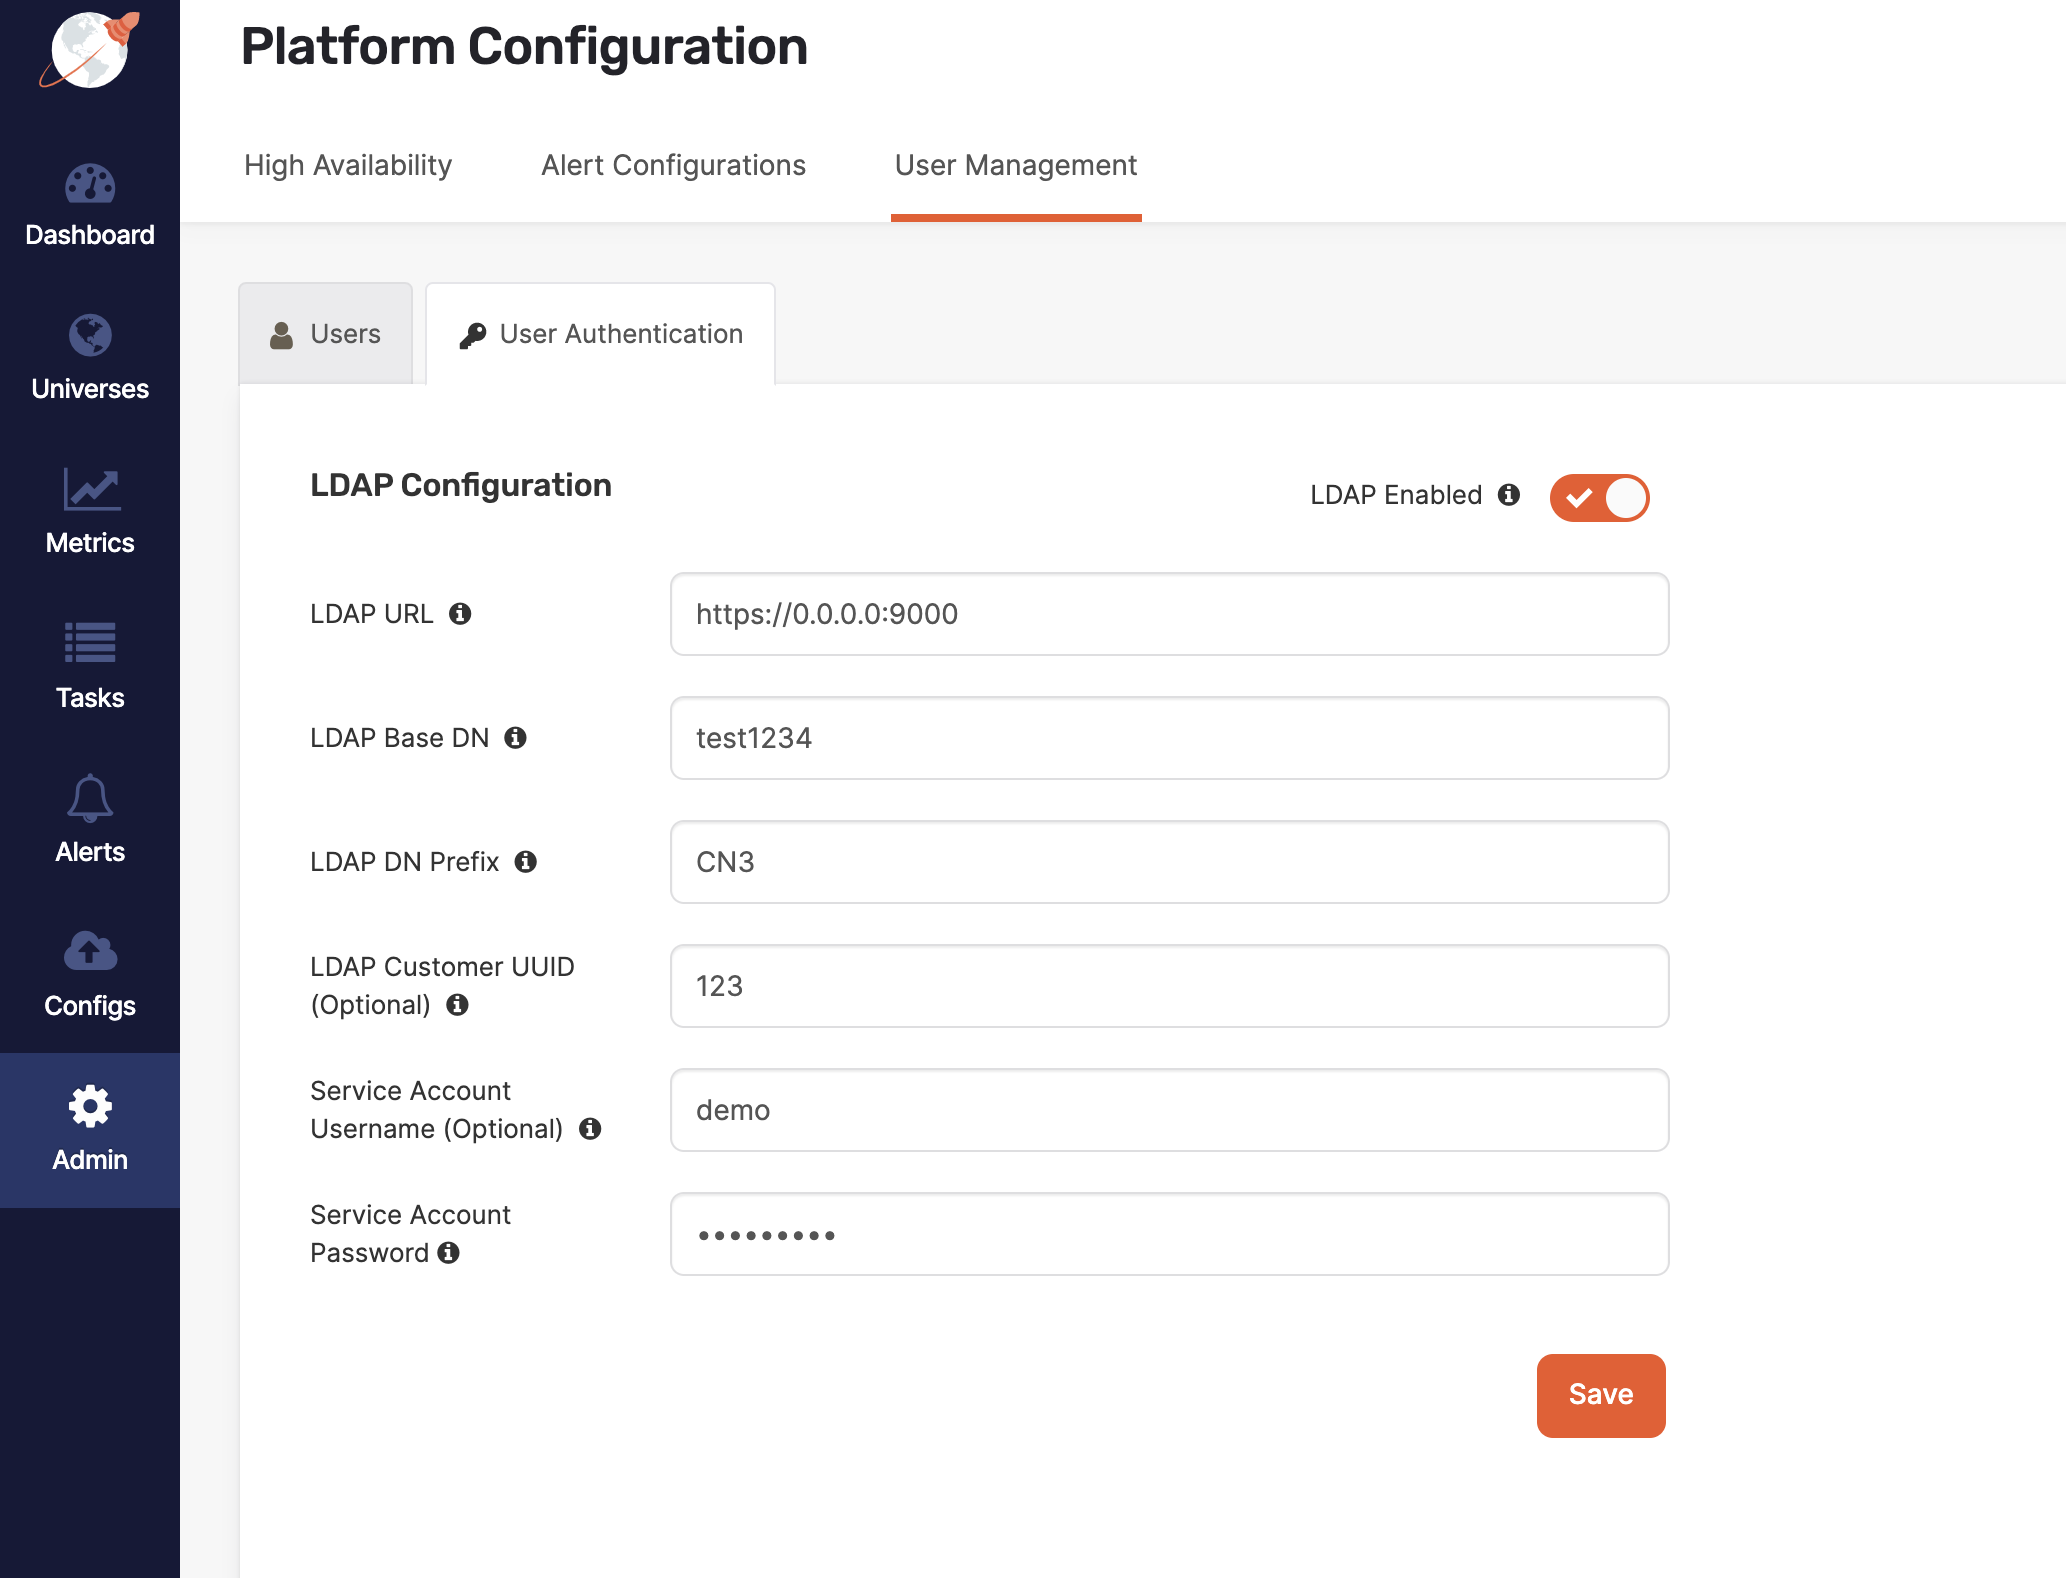 Platform Configuration
High Availability
Alert Configurations
User Management
Dashboard
Universes
Metrics
Tasks
Alerts
Configs
Admin
Users
User Authentication
LDAP Configuration
LDAP Enabled
LDAP URL
https://0.0.0.0:9000
LDAP Base DN
test1234
LDAP DN Prefix
CN3
LDAP Customer UUID
(Optional)
123
Service Account
Username (Optional)
demo
Service Account
Password
•••••••••
Save